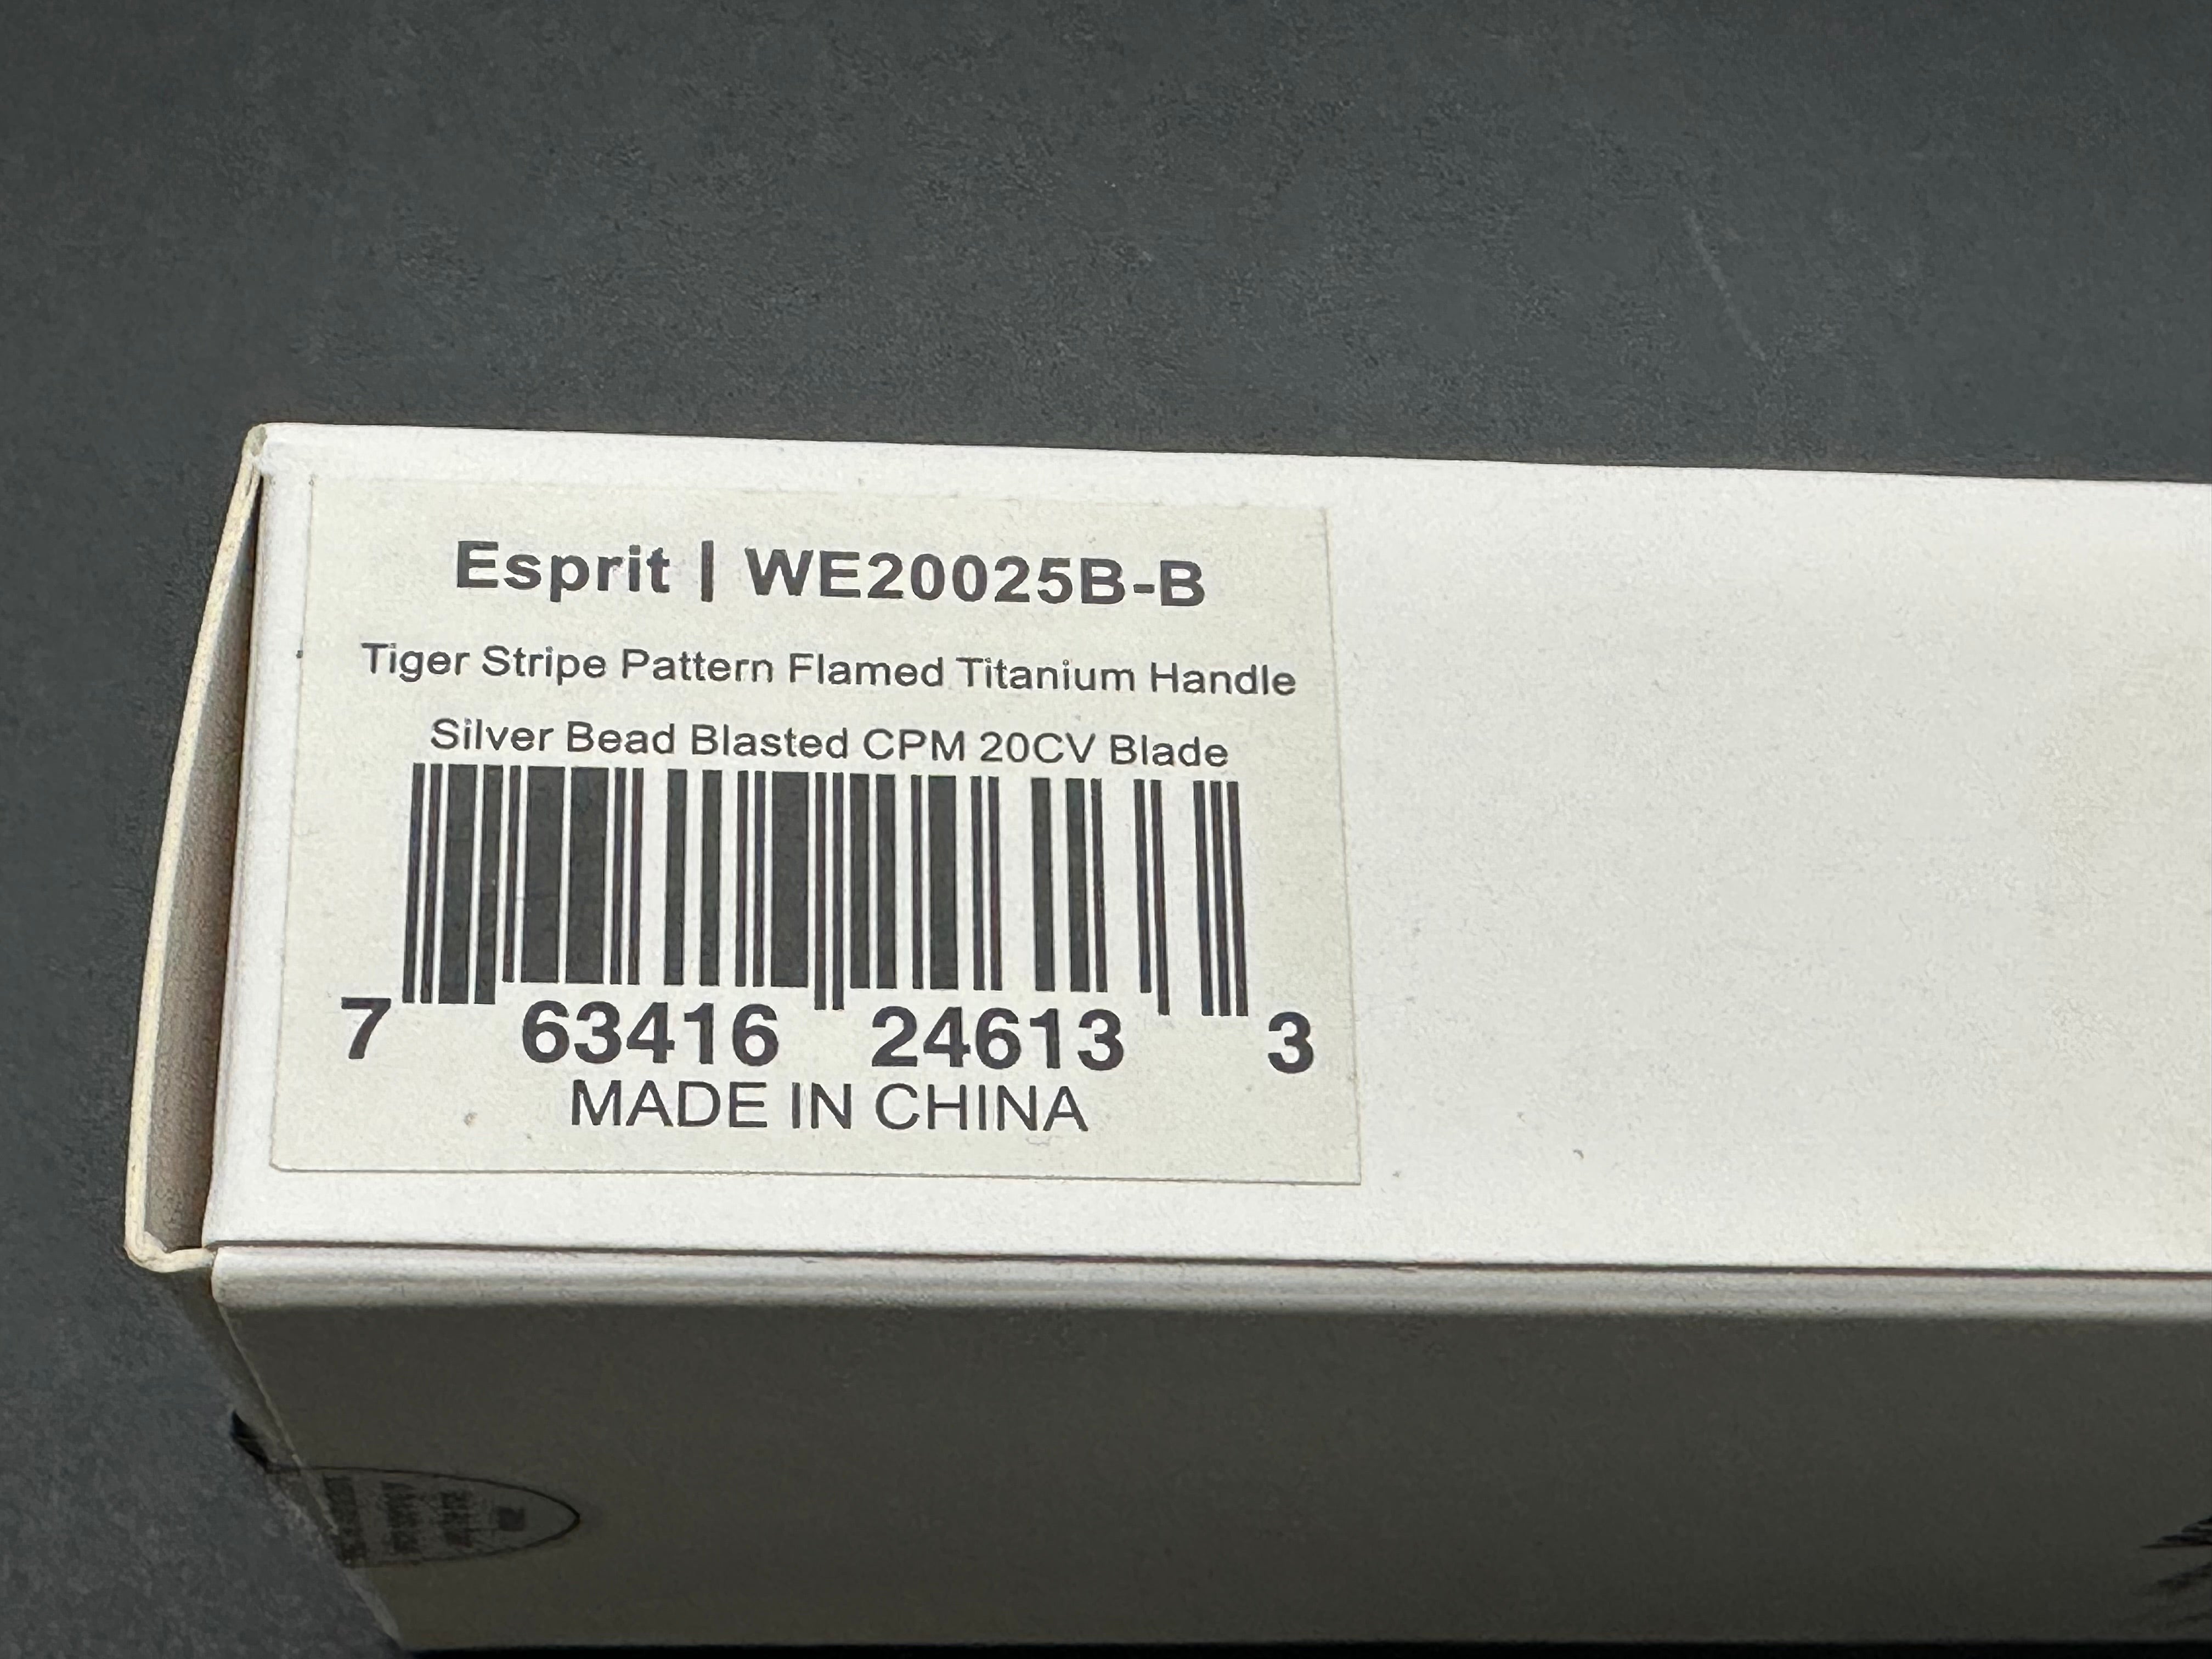 Esprit | WE20025B-B
Tiger Stripe Pattern Flamed Titanium Handle
Silver Bead Blasted CPM 20CV Blade
7 63416 24613 3
MADE IN CHINA